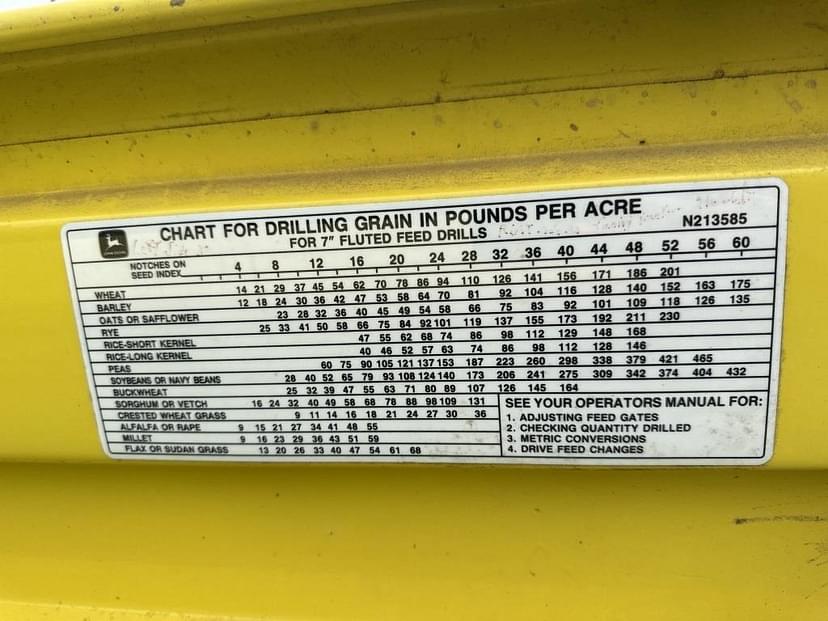 CHART FOR DRILLING GRAIN IN POUNDS PER ACRE
FOR 7" FLUTED FEED DRILLS
N213585
NOTCHES ON SEED INDEX 4 8 12 16 20 24 28 32 36 40 44 48 52 56 60
WHEAT 14 21 29 37 45 54 62 70 78 86 94 110 126 141 156 171 186 201
BARLEY 12 18 24 30 36 42 47 53 58 64 70 81 92 104 116 128 140 152 163 175
OATS OR SAFFLOWER 23 28 32 36 40 45 49 54 58 66 75 83 92 101 109 118 126 135
RYE 25 33 41 50 58 66 75 84 92 101 119 137 155 173 192 211 230
RICE-SHORT KERNEL 47 55 62 68 74 86 98 112 129 148 168
RICE-LONG KERNEL 40 46 52 57 63 74 86 98 112 128 146
PEAS 60 75 90 105 121 137 153 187 223 260 298 338 379 421 465
SOYBEANS OR NAVY BEANS 28 40 52 65 79 93 108 124 140 173 206 241 275 309 342 374 404 432
BUCKWHEAT 25 32 39 47 55 63 71 80 89 107 126 145 164
SORGHUM OR VETCH 16 24 32 40 49 58 68 78 88 98 109 131
CRESTED WHEAT GRASS 9 11 14 16 18 21 24 27 30 36
ALFALFA OR RAPE 9 15 21 27 34 41 48 55
MILLET 9 16 23 29 36 43 51 59
FLAX OR SUDAN GRASS 13 20 26 33 40 47 54 61 68
SEE YOUR OPERATORS MANUAL FOR:
1. ADJUSTING FEED GATES
2. CHECKING QUANTITY DRILLED
3. METRIC CONVERSIONS
4. DRIVE FEED CHANGES